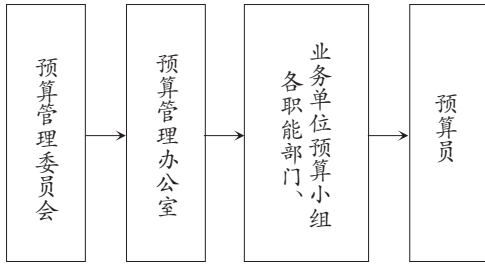 预算管理委员会
预算管理办公室
各职能部门、
业务单位预算小组
预算员